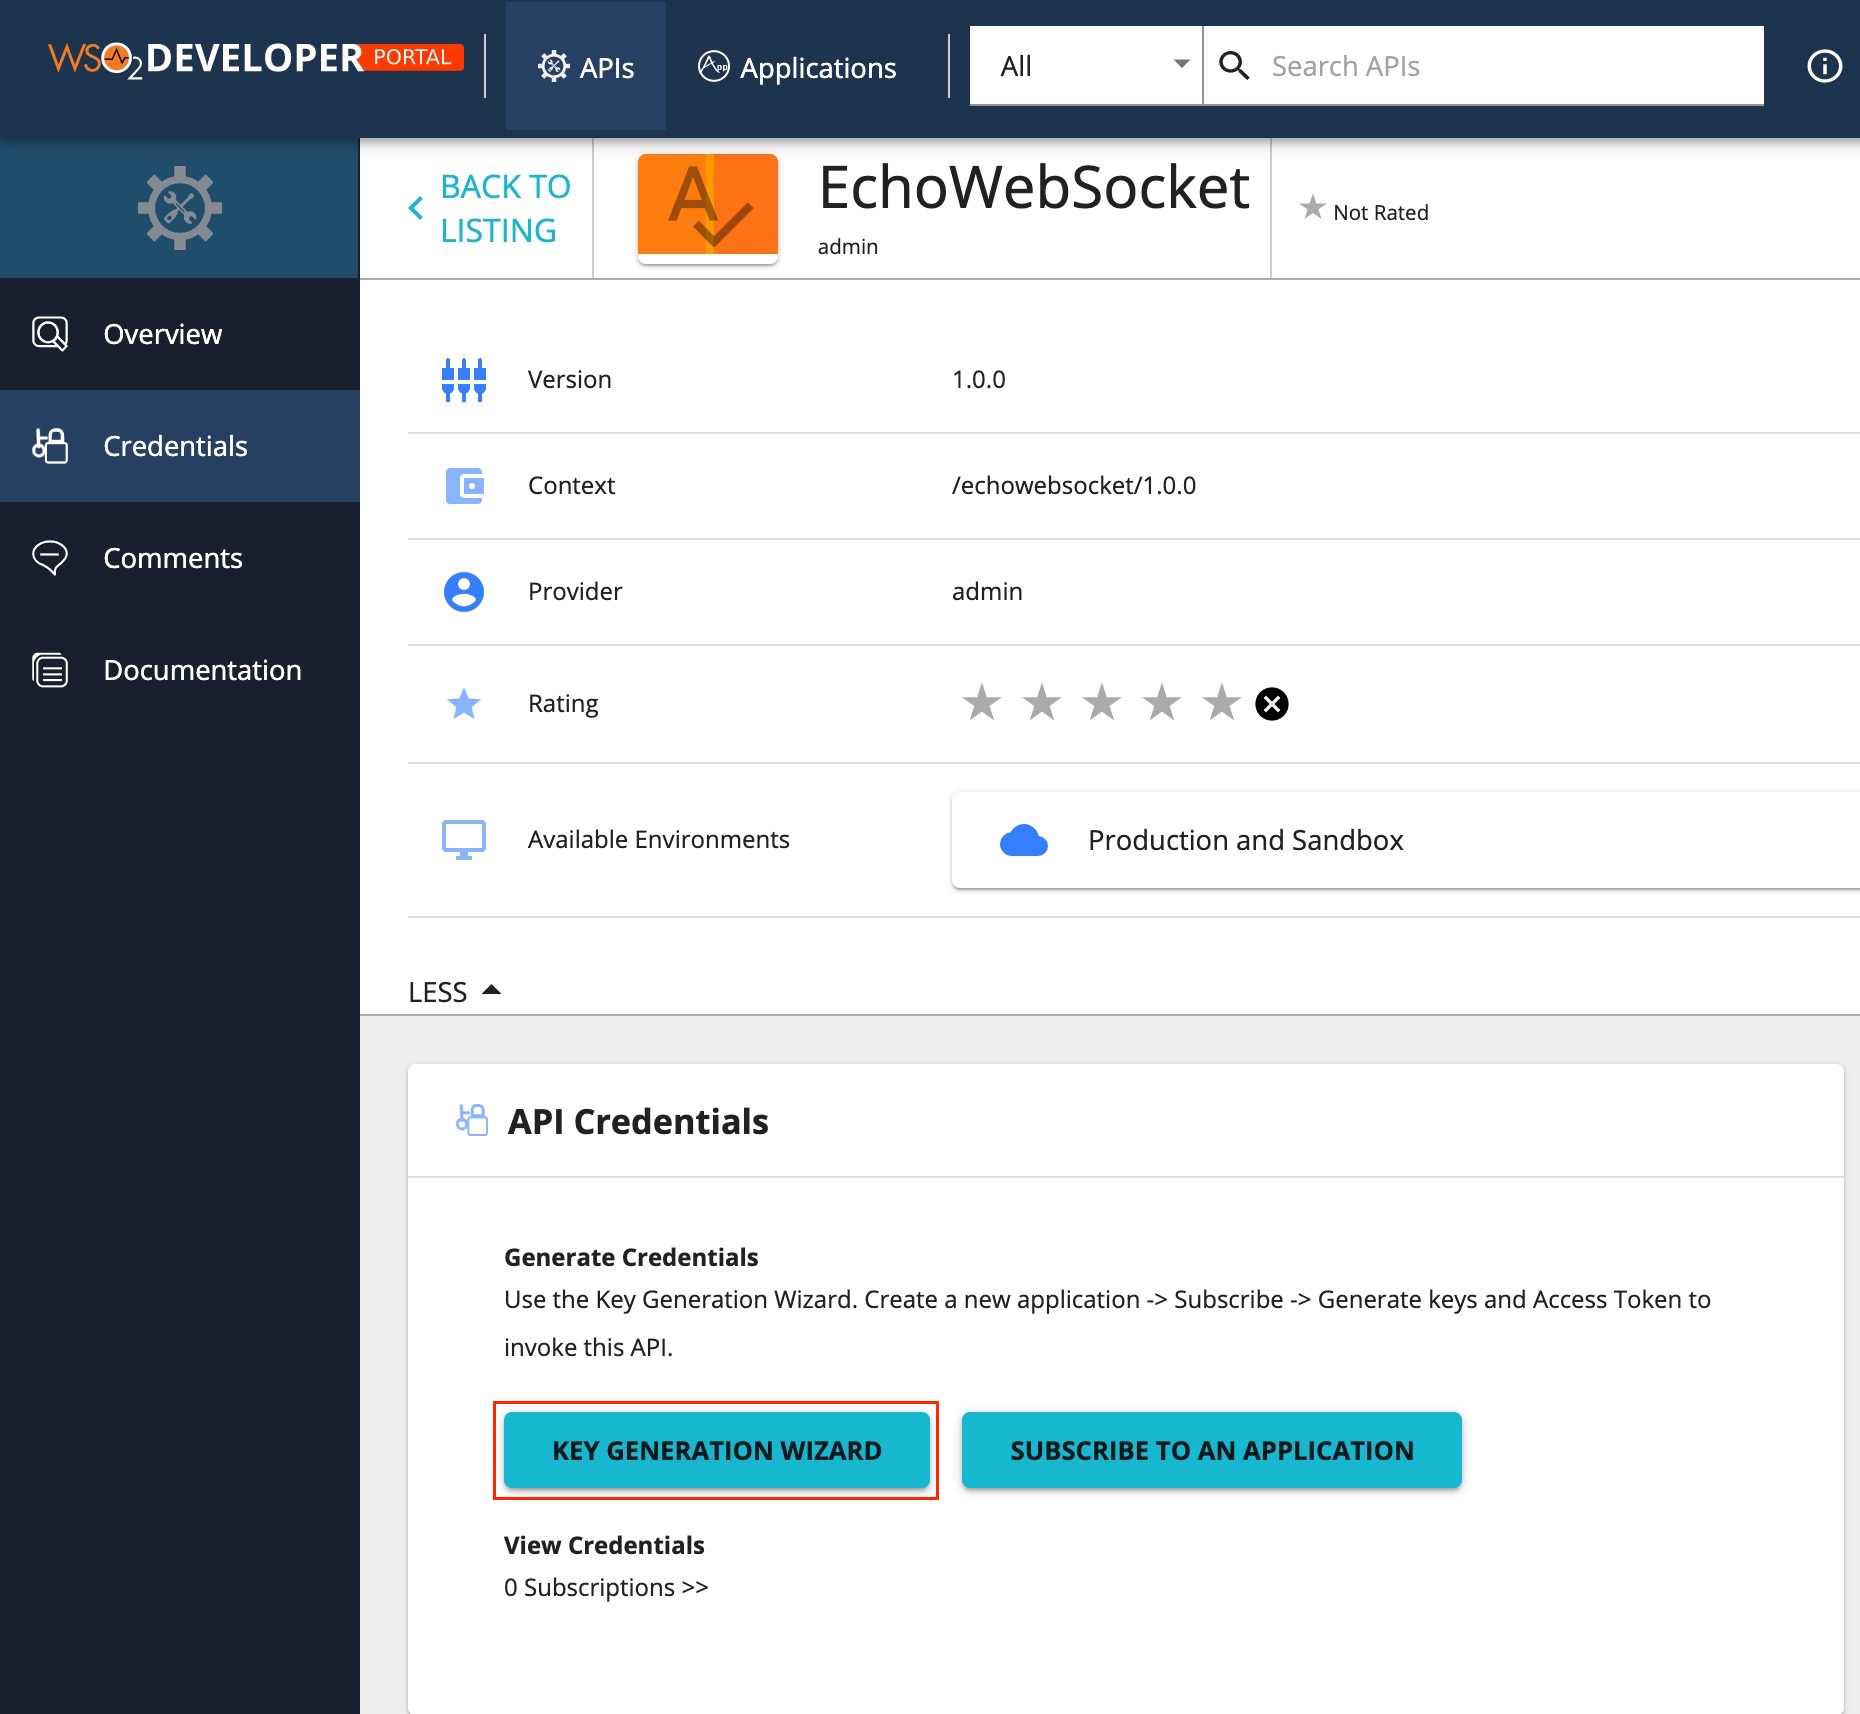 WSO2 DEVELOPER PORTAL
APIs
Applications
All
Search APIs
BACK TO
LISTING
A
EchoWebSocket
admin
Not Rated
Overview
Credentials
Comments
Documentation
Version 1.0.0
Context /echowebsocket/1.0.0
Provider admin
Rating
Available Environments Production and Sandbox
LESS
API Credentials
Generate Credentials
Use the Key Generation Wizard. Create a new application -> Subscribe -> Generate keys and Access Token to
invoke this API.
KEY GENERATION WIZARD SUBSCRIBE TO AN APPLICATION
View Credentials
0 Subscriptions >>